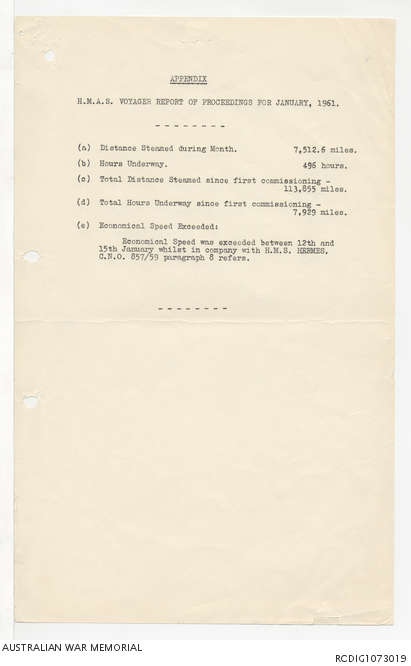 APPENDIX
H.M.A.S. VOYAGER REPORT OF PROCEEDINGS FOR JANUARY, 1961.
- - - - - - - -
(a) Distance Steamed during Month. 7,512.6 miles.
(b) Hours Underway. 496 hours.
(c) Total Distance Steamed since first commissioning -
113,855 miles.
(d) Total Hours Underway since first commissioning -
7,929 miles.
(e) Economical Speed Exceeded:
Economical Speed was exceeded between 12th and
15th January whilst in company with H.M.S. HERMES.
C.N.O. 857/59 paragraph 8 refers.
- - - - - - - -
AUSTRALIAN WAR MEMORIAL
RCDIG1073019